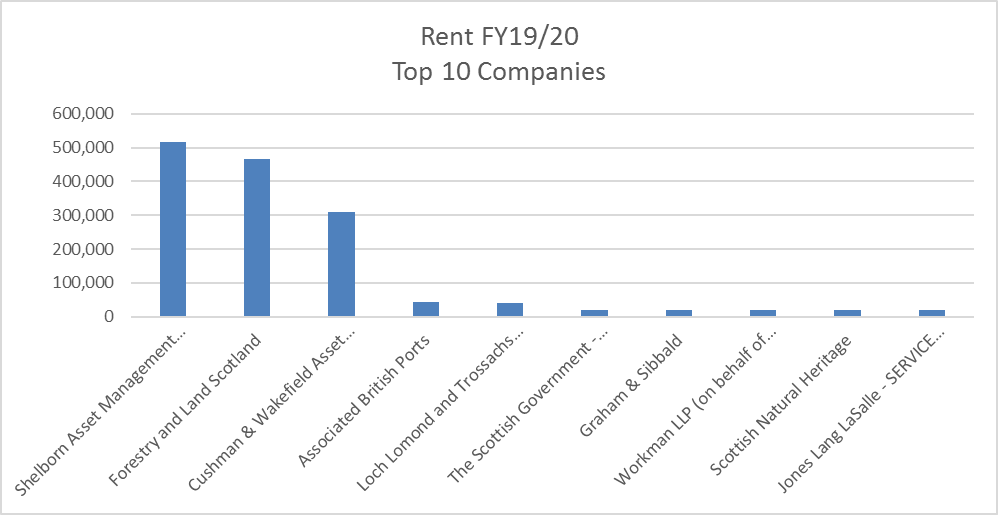 Rent FY19/20
Top 10 Companies
600,000
500,000
400,000
300,000
200,000
100,000
0
Shelborn Asset Management...
Forestry and Land Scotland
Cushman & Wakefield Asset...
Associated British Ports
Loch Lomond and Trossachs...
The Scottish Government -...
Graham & Sibbald
Workman LLP (on behalf of...
Scottish Natural Heritage
Jones Lang LaSalle - SERVICE...